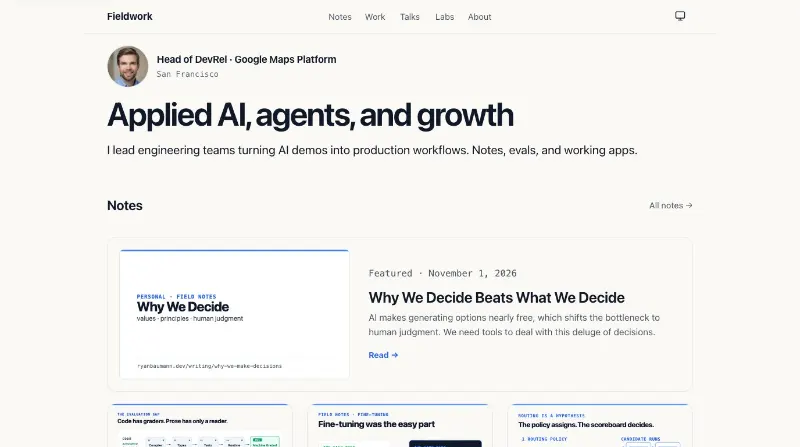 Fieldwork
Notes Work Talks Labs About
Head of DevRel · Google Maps Platform
San Francisco
Applied AI, agents, and growth
I lead engineering teams turning AI demos into production workflows. Notes, evals, and working apps.
Notes
All notes →
PERSONAL · FIELD NOTES
Why We Decide
values · principles · human judgment
ryanbaumann.dev/writing/why-we-make-decisions
Featured · November 1, 2026
Why We Decide Beats What We Decide
AI makes generating options nearly free, which shifts the bottleneck to
human judgment. We need tools to deal with this deluge of decisions.
Read →
THE EVALUATION GAP
Code has graders. Prose has only a reader.
FIELD NOTES · FINE-TUNING
Fine-tuning was the easy part
ROUTING IS A HYPOTHESIS
The policy assigns. The scoreboard decides.
1 ROUTING POLICY
CANDIDATE RUNS